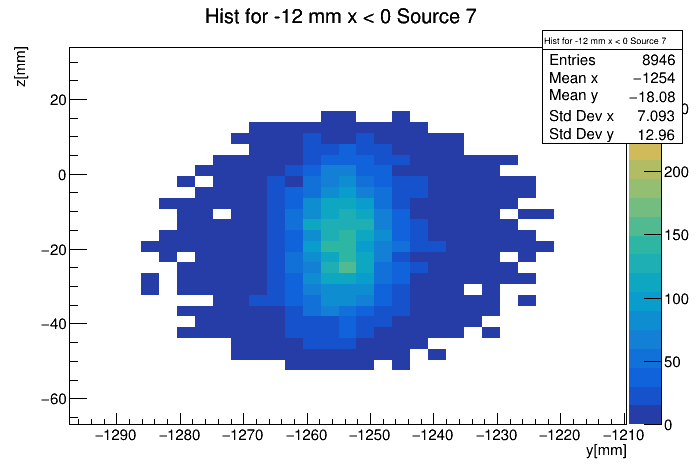 Hist for -12 mm x < 0 Source 7
Hist for -12 mm x < 0 Source 7
Entries 8946
Mean x −1254
Mean y −18.08
Std Dev x 7.093
Std Dev y 12.96
z[mm]
20
0
−20
−40
−60
−1290 −1280 −1270 −1260 −1250 −1240 −1230 −1220 −1210
y[mm]
0
200
150
100
50
0